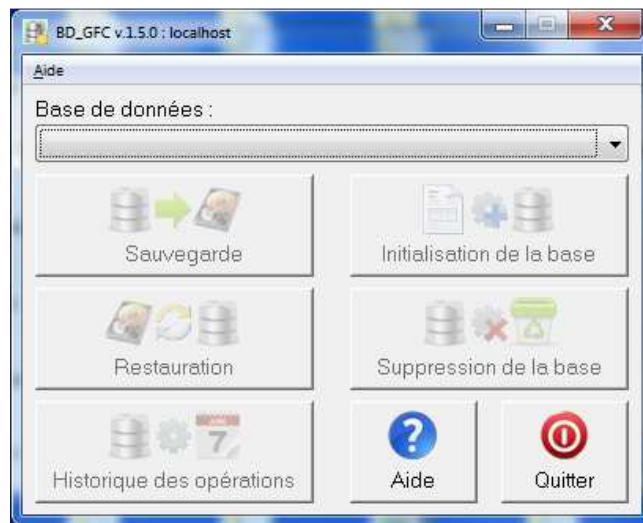 BD_GFC v.1.5.0 : localhost
Aide
Base de données :
Sauvegarde
Initialisation de la base
Restauration
Suppression de la base
7
Historique des opérations
Aide
Quitter